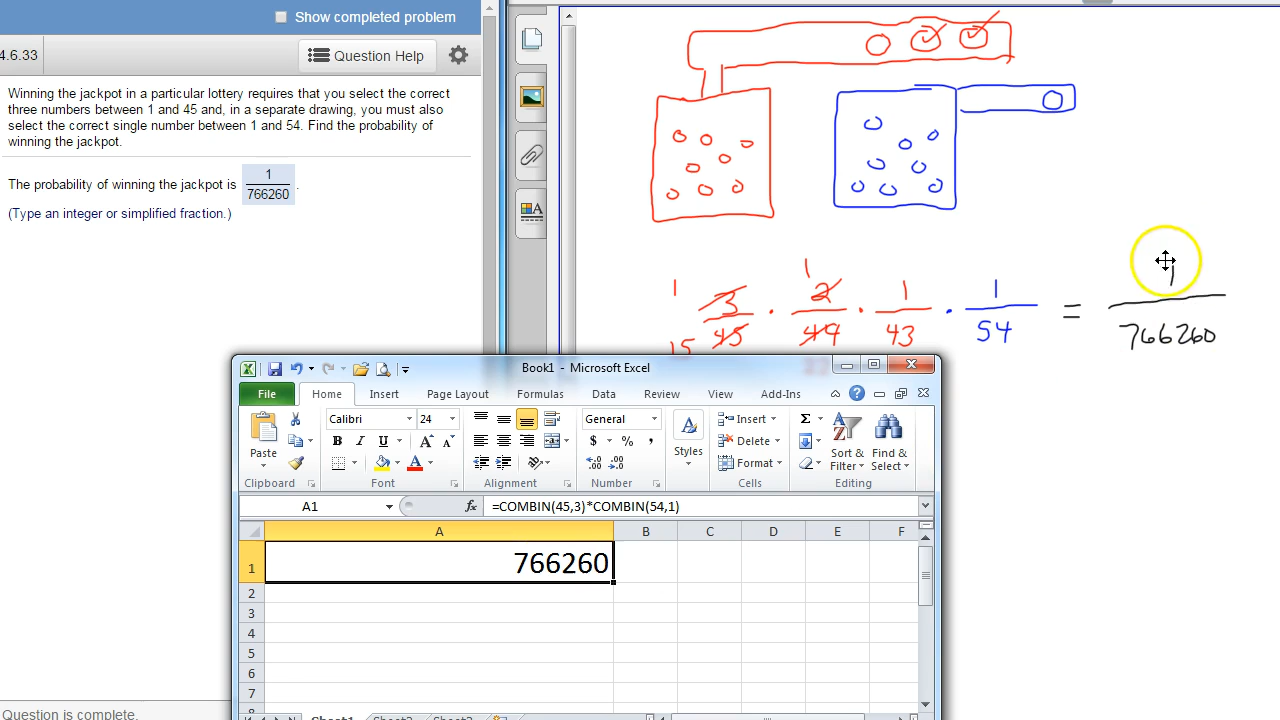 Show completed problem
4.6.33
Question Help
Winning the jackpot in a particular lottery requires that you select the correct
three numbers between 1 and 45 and, in a separate drawing, you must also
select the correct single number between 1 and 54. Find the probability of
winning the jackpot.
The probability of winning the jackpot is 1/766260.
(Type an integer or simplified fraction.)
Question is complete.
1 3/45 · 1 2/44 · 1/43 · 1/54 = 1/766260
15
Book1 - Microsoft Excel
File Home Insert Page Layout Formulas Data Review View Add-Ins
Paste
Calibri 24
B I U A A
General
$ % ,
Styles
Insert
Delete
Format
Σ
Sort & Filter
Find & Select
Clipboard Font Alignment Number Cells Editing
A1 fx =COMBIN(45,3)*COMBIN(54,1)
A B C D E F
1 766260
2
3
4
5
6
7
8
Sheet1 Sheet2 Sheet3